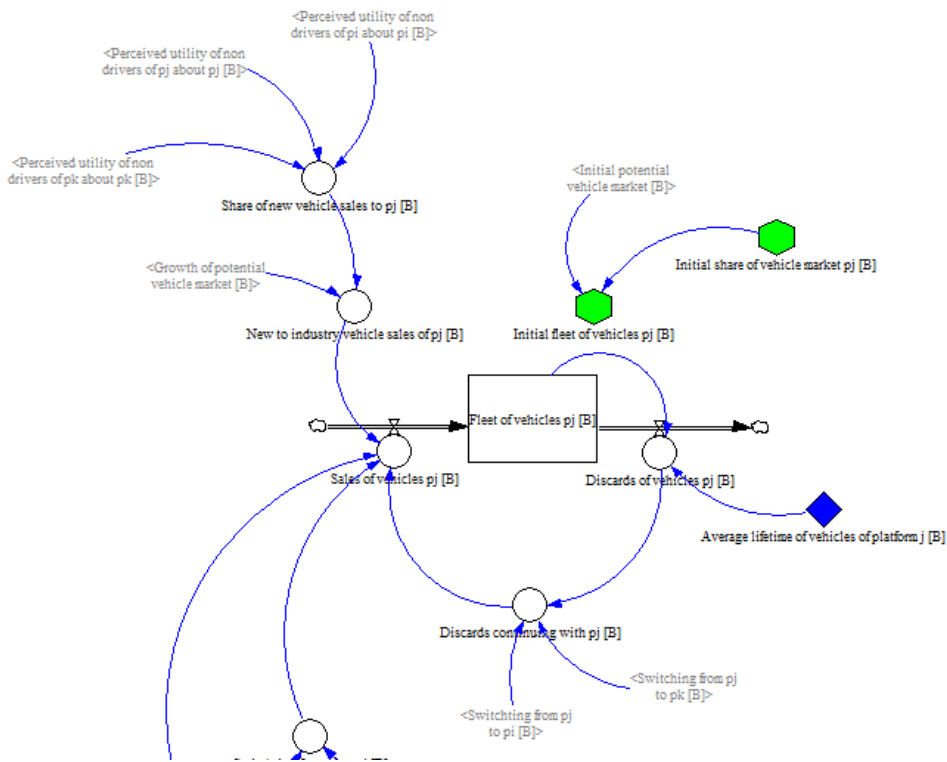 <Perceived utility of non
drivers of pi about pi [B]>
<Perceived utility of non
drivers of pj about pj [B]>
<Perceived utility of non
drivers of pk about pk [B]>
<Initial potential
vehicle market [B]>
Share of new vehicle sales to pj [B]
Initial share of vehicle market pj [B]
<Growth of potential
vehicle market [B]>
New to industry vehicle sales of pj [B]
Initial fleet of vehicles pj [B]
Fleet of vehicles pj [B]
Sales of vehicles pj [B]
Discards of vehicles pj [B]
Average lifetime of vehicles of platform j [B]
Discards continuing with pj [B]
<Switching from pj
to pk [B]>
<Switchting from pj
to pi [B]>